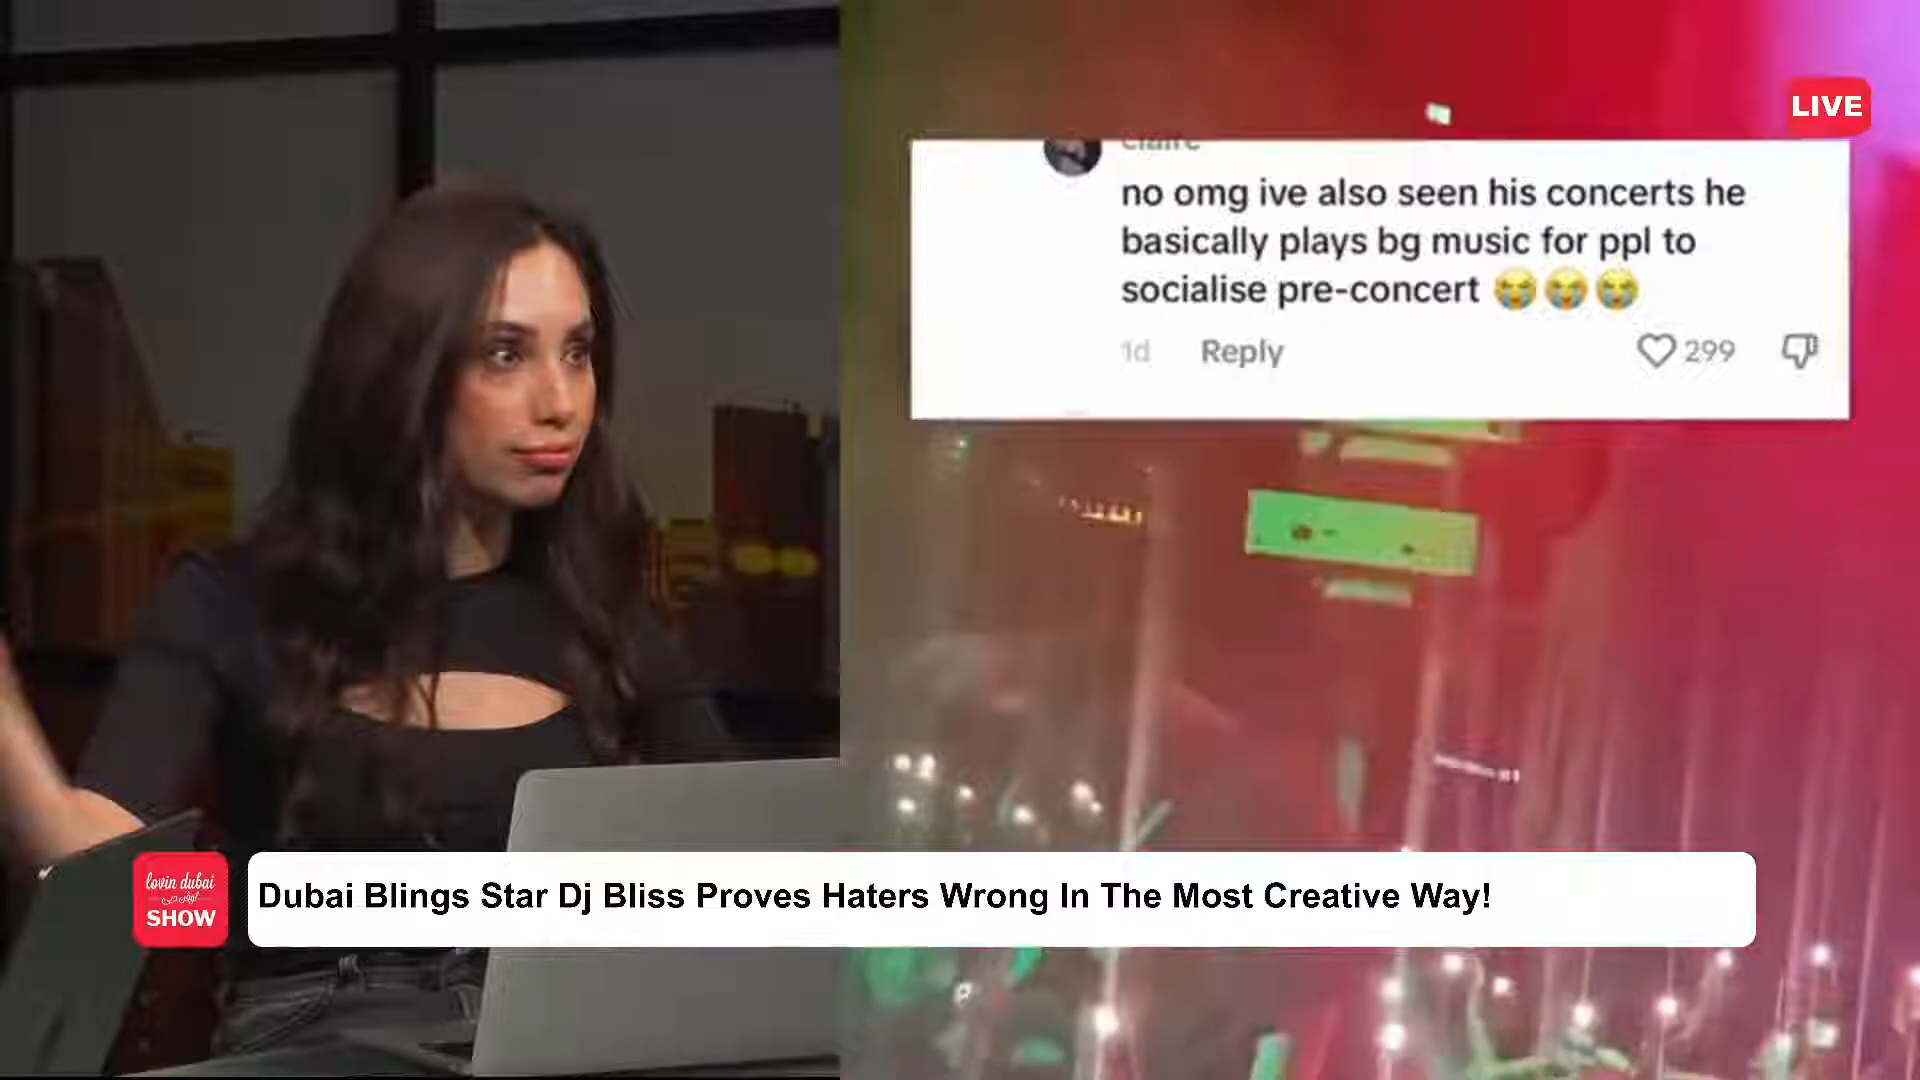 LIVE
Claire
no omg ive also seen his concerts he
basically plays bg music for ppl to
socialise pre-concert 😭😭😭
1d Reply 299
lovin dubai
SHOW
Dubai Blings Star Dj Bliss Proves Haters Wrong In The Most Creative Way!